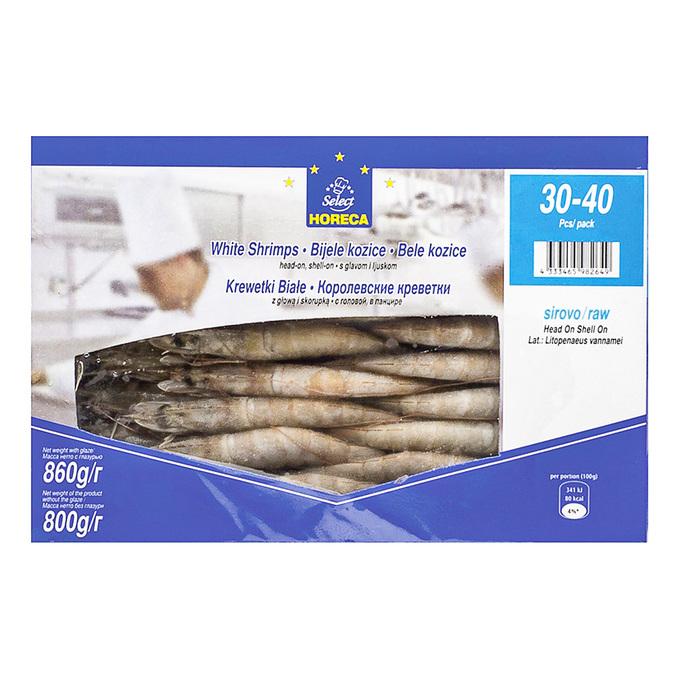 Select
HORECA
30-40
Pcs/ pack
4 333465 982649
White Shrimps • Bijele kozice • Bele kozice
head-on, shell-on • s glavom i ljuskom
Krewetki Białe • Королевские креветки
z głową i skorupką • с головой, в панцире
sirovo/raw
Head On Shell On
Lat.: Litopenaeus vannamei
Net weight with glaze/
Масса нетто с глазурью
860g/г
Net weight of the product
without the glaze /
Масса нетто без глазури
800g/г
per portion (100g)
341 kJ
80 kcal
4%*